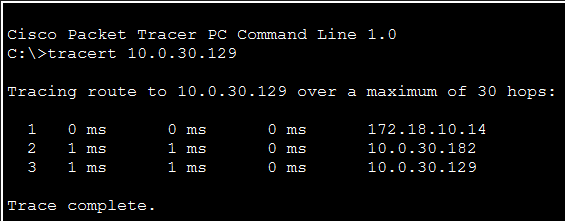 Cisco Packet Tracer PC Command Line 1.0
C:\>tracert 10.0.30.129
Tracing route to 10.0.30.129 over a maximum of 30 hops:
1 0 ms 0 ms 0 ms 172.18.10.14
2 1 ms 1 ms 0 ms 10.0.30.182
3 1 ms 1 ms 0 ms 10.0.30.129
Trace complete.